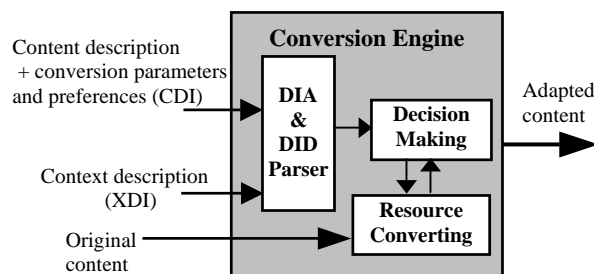 Content description
+ conversion parameters
and preferences (CDI)
Context description
(XDI)
Original
content
Conversion Engine
DIA
&
DID
Parser
Decision
Making
Resource
Converting
Adapted
content